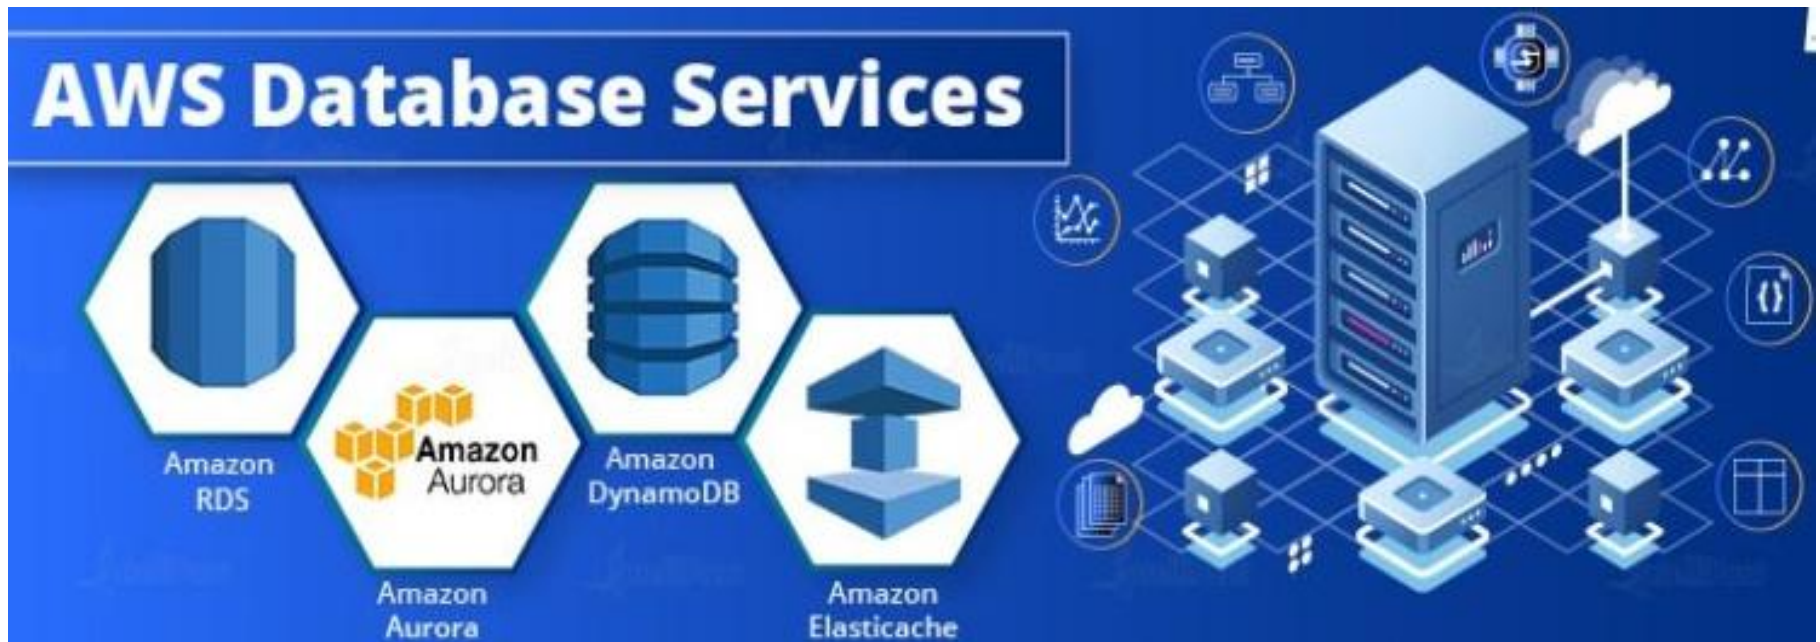 AWS Database Services
Amazon
RDS
Amazon
Aurora
Amazon
Aurora
Amazon
DynamoDB
Amazon
Elasticache
{}